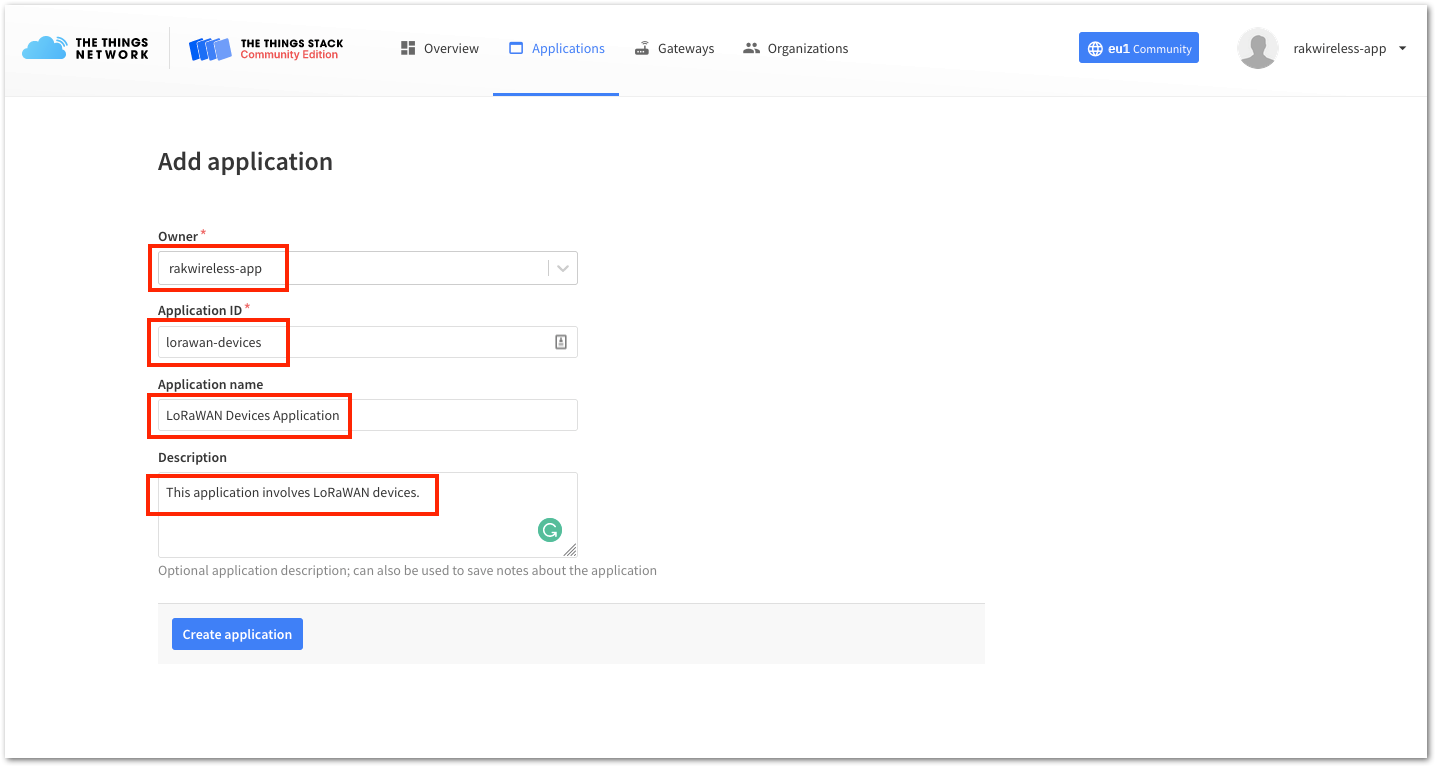 THE THINGS
NETWORK
THE THINGS STACK
Community Edition
Overview
Applications
Gateways
Organizations
eu1 Community
rakwireless-app
Add application
Owner *
rakwireless-app
Application ID *
lorawan-devices
Application name
LoRaWAN Devices Application
Description
This application involves LoRaWAN devices.
Optional application description; can also be used to save notes about the application
Create application